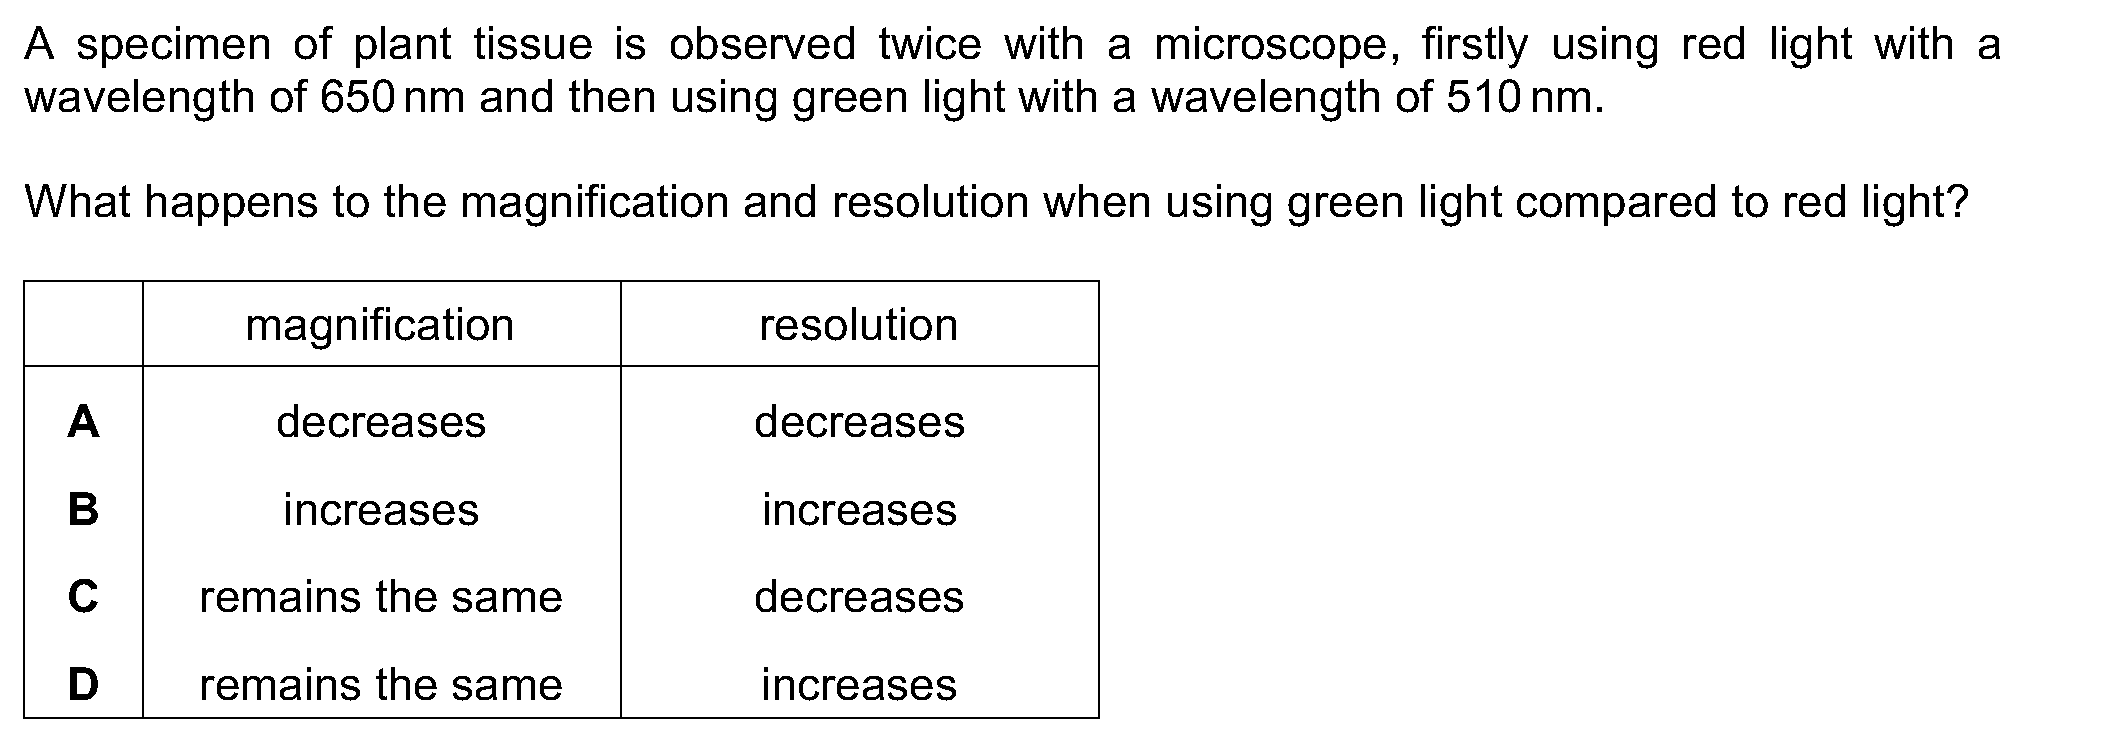 A specimen of plant tissue is observed twice with a microscope, firstly using red light with a
wavelength of 650 nm and then using green light with a wavelength of 510 nm.
What happens to the magnification and resolution when using green light compared to red light?
magnification resolution
A decreases decreases
B increases increases
C remains the same decreases
D remains the same increases